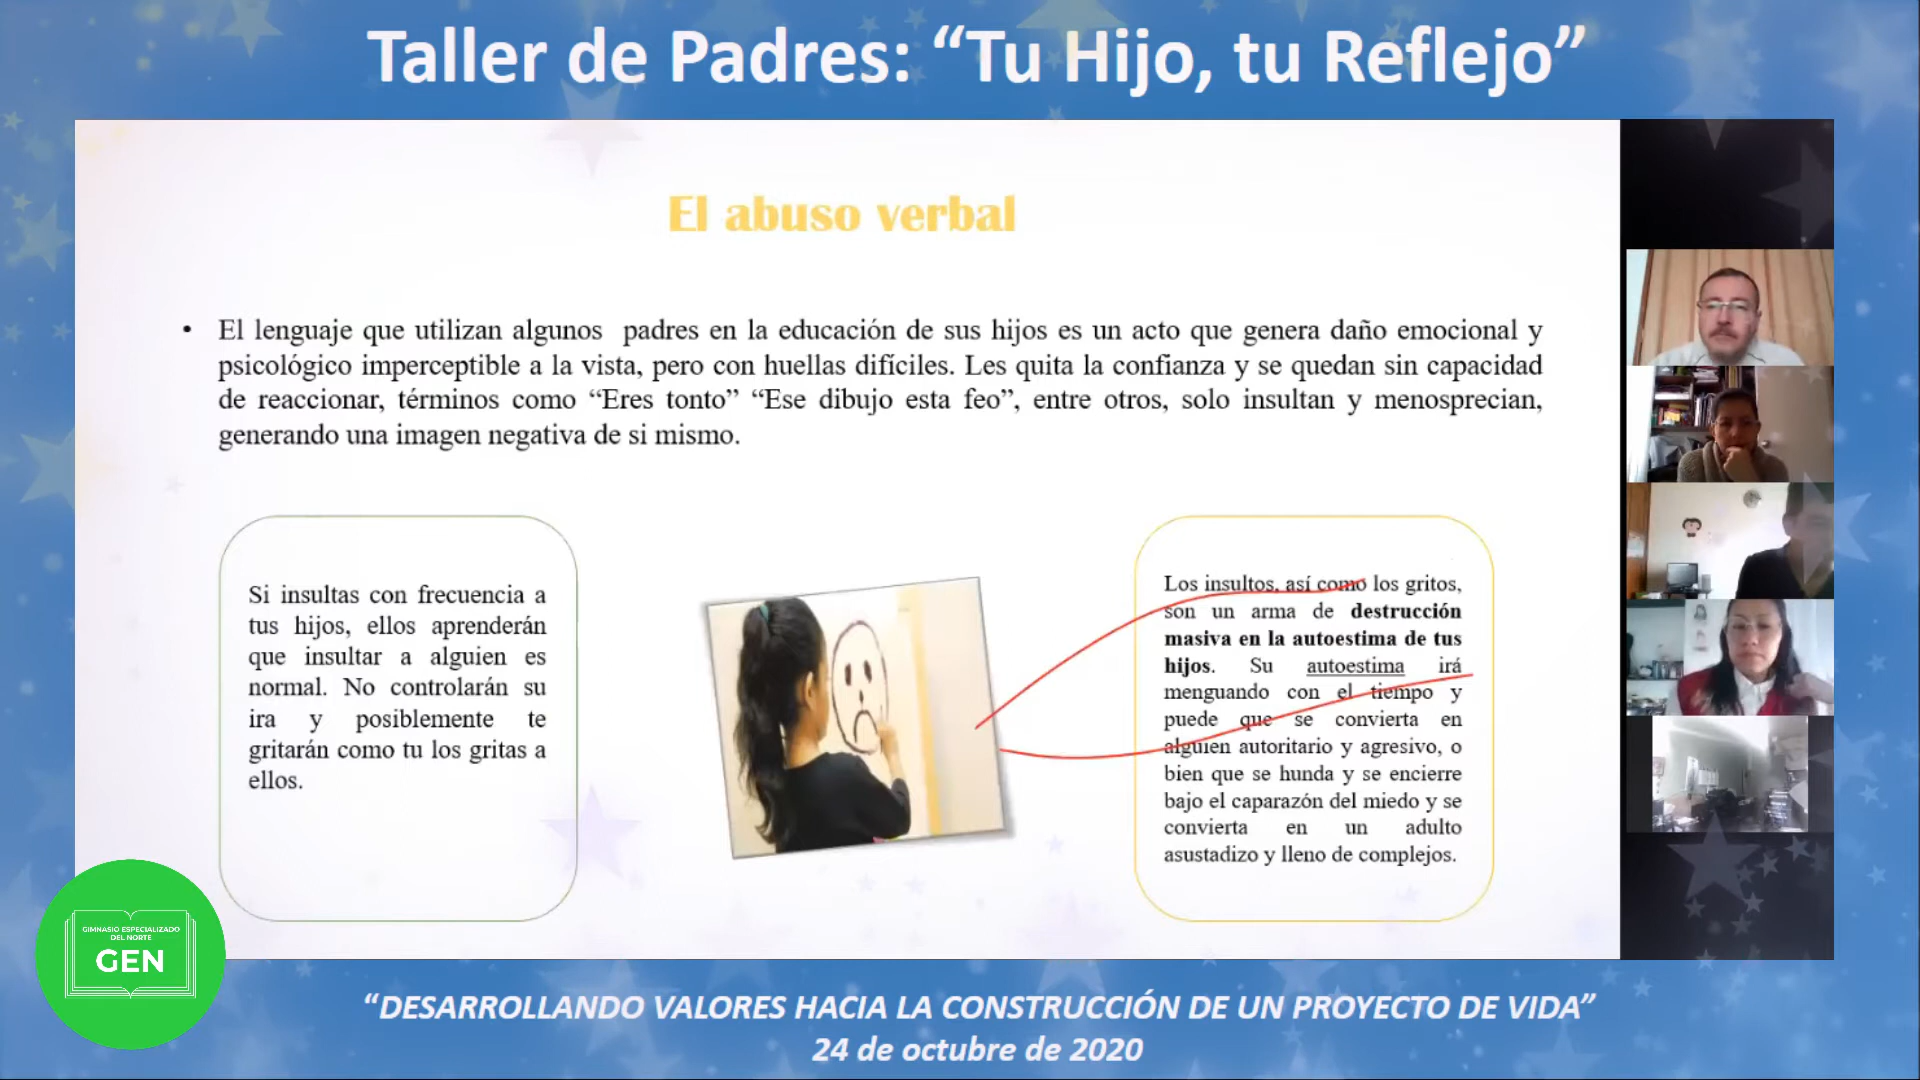 Taller de Padres: “Tu Hijo, tu Reflejo”
El abuso verbal
• El lenguaje que utilizan algunos padres en la educación de sus hijos es un acto que genera daño emocional y
psicológico imperceptible a la vista, pero con huellas difíciles. Les quita la confianza y se quedan sin capacidad
de reaccionar, términos como “Eres tonto” “Ese dibujo esta feo”, entre otros, solo insultan y menosprecian,
generando una imagen negativa de si mismo.
Si insultas con frecuencia a
tus hijos, ellos aprenderán
que insultar a alguien es
normal. No controlarán su
ira y posiblemente te
gritarán como tu los gritas a
ellos.
Los insultos, así como los gritos,
son un arma de destrucción
masiva en la autoestima de tus
hijos. Su autoestima irá
menguando con el tiempo y
puede que se convierta en
alguien autoritario y agresivo, o
bien que se hunda y se encierre
bajo el caparazón del miedo y se
convierta en un adulto
asustadizo y lleno de complejos.
GIMNASIO ESPECIALIZADO
DEL NORTE
GEN
“DESARROLLANDO VALORES HACIA LA CONSTRUCCIÓN DE UN PROYECTO DE VIDA”
24 de octubre de 2020